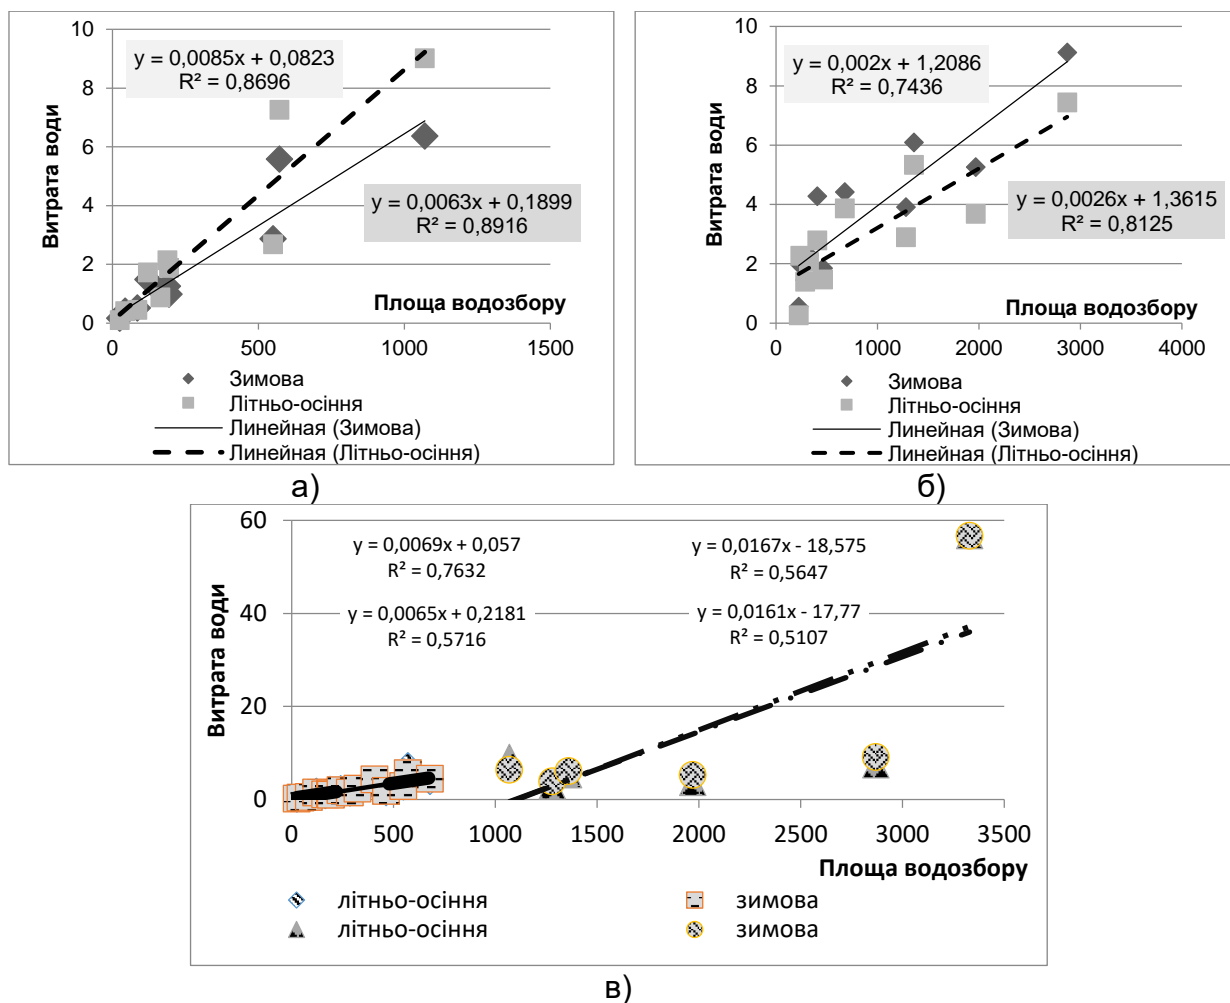 10
8
6
4
2
0
0
500
1000
1500
Витрата води
y = 0,0085x + 0,0823
R² = 0,8696
y = 0,0063x + 0,1899
R² = 0,8916
Площа водозбору
Зимова
Літньо-осіння
Линейная (Зимова)
Линейная (Літньо-осіння)
а)
10
8
6
4
2
0
0
1000
2000
3000
4000
Витрата води
y = 0,002x + 1,2086
R² = 0,7436
y = 0,0026x + 1,3615
R² = 0,8125
Площа водозбору
Зимова
Літньо-осіння
Линейная (Зимова)
Линейная (Літньо-осіння)
б)
60
40
20
0
0
500
1000
1500
2000
2500
3000
3500
Витрата води
y = 0,0069x + 0,057
R² = 0,7632
y = 0,0167x - 18,575
R² = 0,5647
y = 0,0065x + 0,2181
R² = 0,5716
y = 0,0161x - 17,77
R² = 0,5107
Площа водозбору
літньо-осіння
зимова
літньо-осіння
зимова
в)